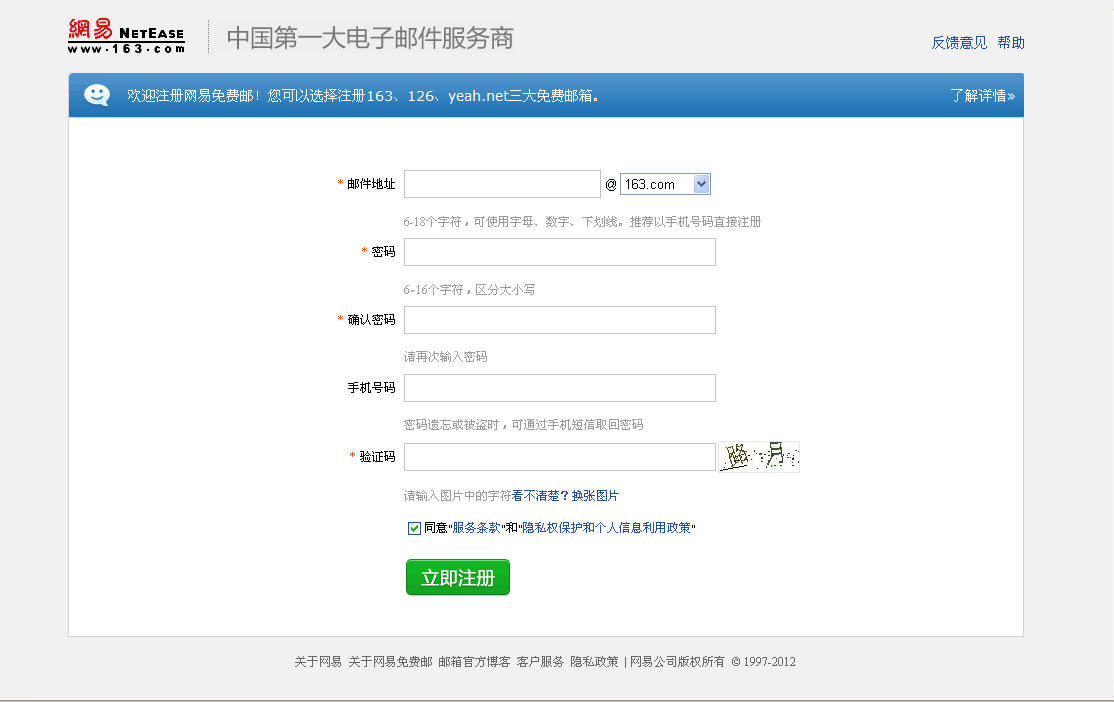 網易 NETEASE
www.163.com
中国第一大电子邮件服务商
反馈意见 帮助
欢迎注册网易免费邮！您可以选择注册163、126、yeah.net三大免费邮箱。
了解详情»
* 邮件地址
@ 163.com
6-18个字符，可使用字母、数字、下划线。推荐以手机号码直接注册
* 密码
6~16个字符，区分大小写
* 确认密码
请再次输入密码
手机号码
密码遗忘或被盗时，可通过手机短信取回密码
* 验证码
请输入图片中的字符看不清楚？换张图片
同意"服务条款"和"隐私权保护和个人信息利用政策"
立即注册
关于网易 关于网易免费邮 邮箱官方博客 客户服务 隐私政策 | 网易公司版权所有 © 1997-2012